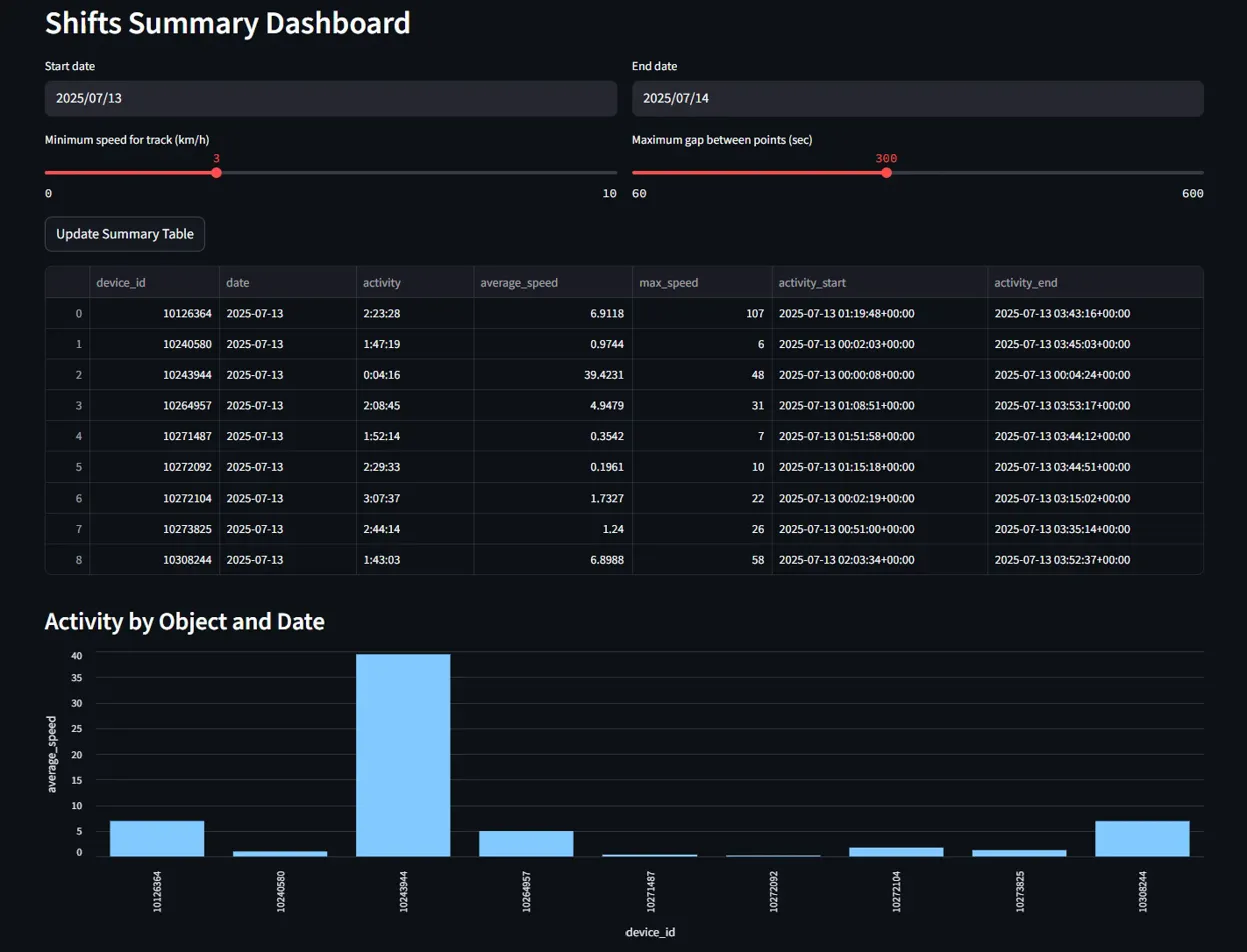 Shifts Summary Dashboard
Start date End date
2025/07/13 2025/07/14
Minimum speed for track (km/h) Maximum gap between points (sec)
3 300
0 10 60 600
Update Summary Table
device_id date activity average_speed max_speed activity_start activity_end
0 10126364 2025-07-13 2:23:28 6.9118 107 2025-07-13 01:19:48+00:00 2025-07-13 03:43:16+00:00
1 10240580 2025-07-13 1:47:19 0.9744 6 2025-07-13 00:02:03+00:00 2025-07-13 03:45:03+00:00
2 10243944 2025-07-13 0:04:16 39.4231 48 2025-07-13 00:00:08+00:00 2025-07-13 00:04:24+00:00
3 10264957 2025-07-13 2:08:45 4.9479 31 2025-07-13 01:08:51+00:00 2025-07-13 03:53:17+00:00
4 10271487 2025-07-13 1:52:14 0.3542 7 2025-07-13 01:51:58+00:00 2025-07-13 03:44:12+00:00
5 10272092 2025-07-13 2:29:33 0.1961 10 2025-07-13 01:15:18+00:00 2025-07-13 03:44:51+00:00
6 10272104 2025-07-13 3:07:37 1.7327 22 2025-07-13 00:02:19+00:00 2025-07-13 03:15:02+00:00
7 10273825 2025-07-13 2:44:14 1.24 26 2025-07-13 00:51:00+00:00 2025-07-13 03:35:14+00:00
8 10308244 2025-07-13 1:43:03 6.8988 58 2025-07-13 02:03:34+00:00 2025-07-13 03:52:37+00:00
Activity by Object and Date
average_speed
40
35
30
25
20
15
10
5
0
10126364 10240580 10243944 10264957 10271487 10272092 10272104 10273825 10308244
device_id